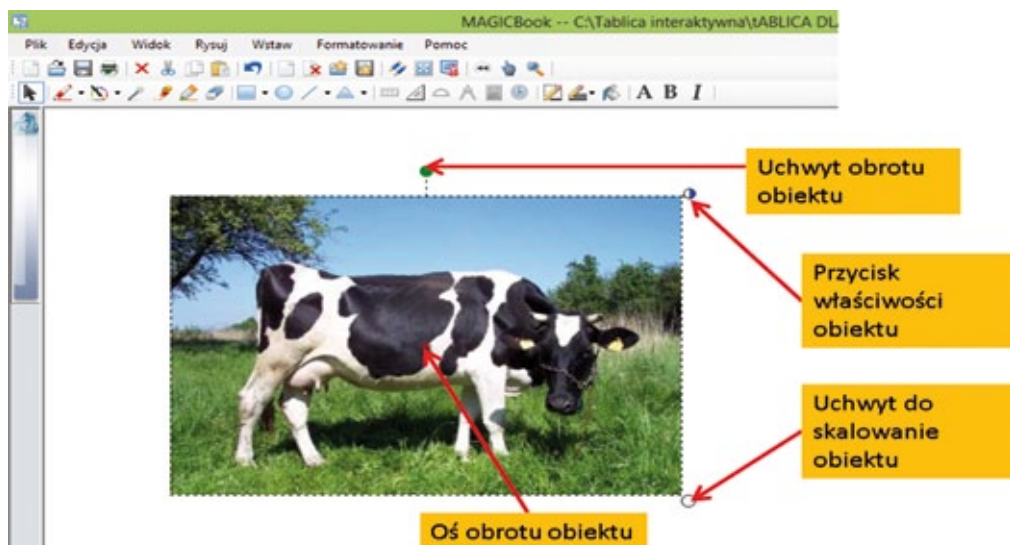 MAGICBook -- C:\Tablica interaktywna\tABLICA DLA
Plik Edycja Widok Rysuj Wstaw Formatowanie Pomoc
A B I
Uchwyt obrotu
obiektu
Przycisk
właściwości
obiektu
Uchwyt do
skalowanie
obiektu
Oś obrotu obiektu